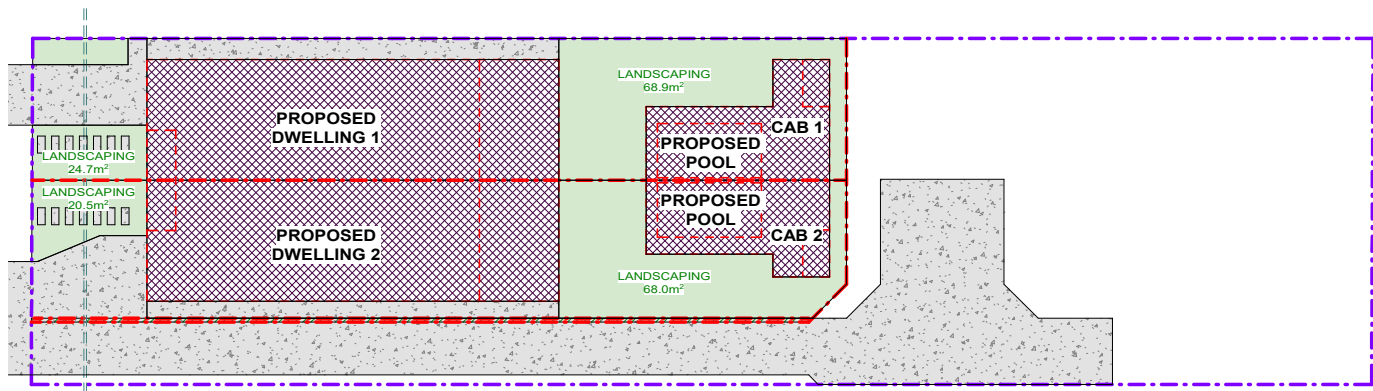 LANDSCAPING
68.9m²
PROPOSED
DWELLING 1
CAB 1
PROPOSED
POOL
LANDSCAPING
24.7m²
LANDSCAPING
20.5m²
PROPOSED
POOL
PROPOSED
DWELLING 2
CAB 2
LANDSCAPING
68.0m²